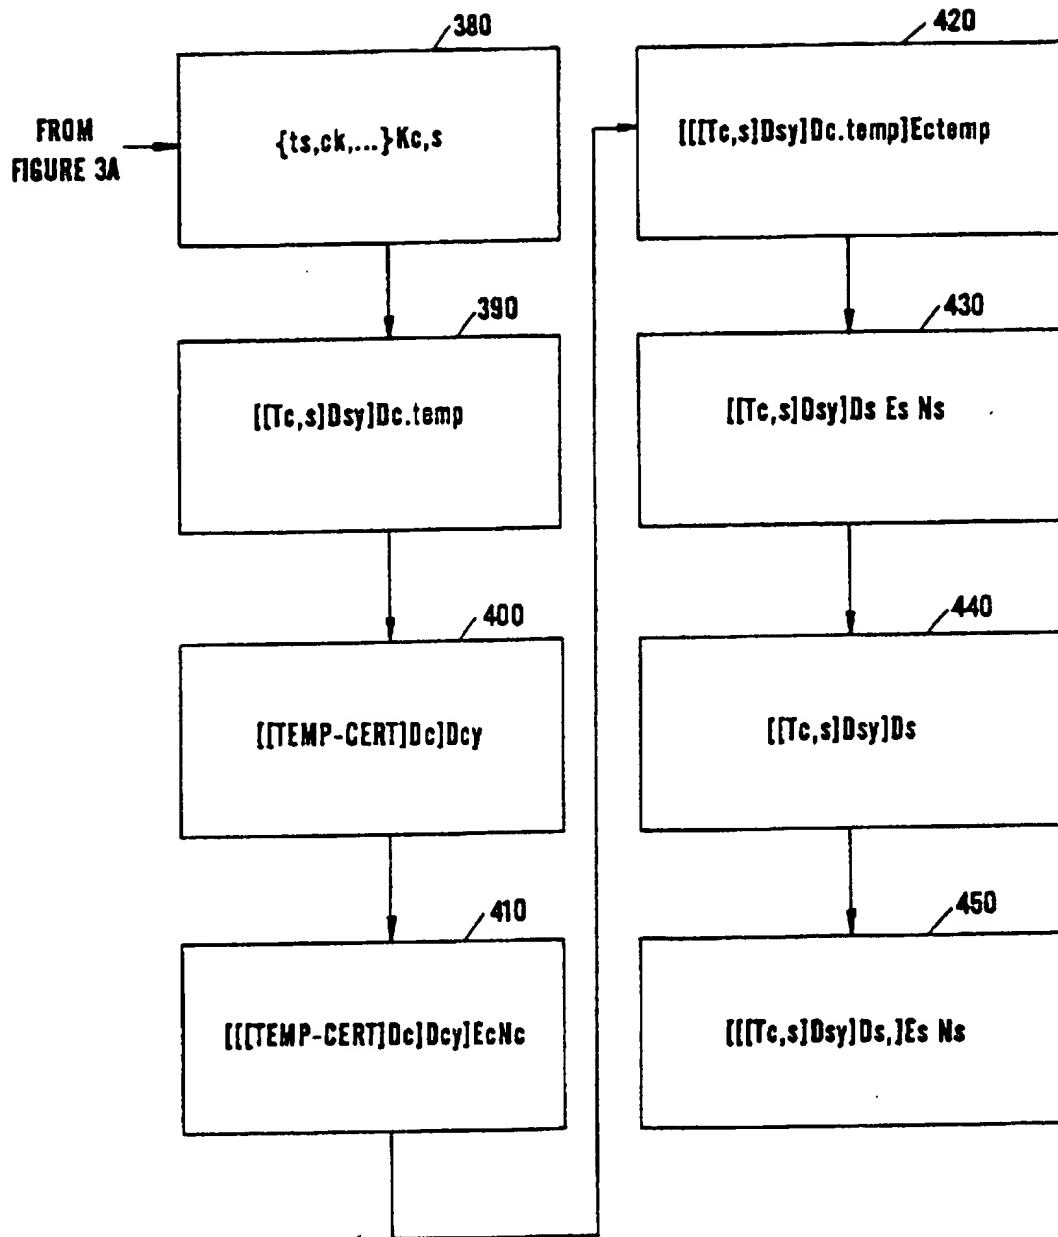 380
FROM
FIGURE 3A
{ts,ck,...}Kc,s
390
[[Tc,s]Dsy]Dc.temp
400
[[TEMP-CERT]Dc]Dcy
410
[[[TEMP-CERT]Dc]Dcy]EcNc
420
[[[Tc,s]Dsy]Dc.temp]Ectemp
430
[[Tc,s]Dsy]Ds Es Ns
440
[[Tc,s]Dsy]Ds
450
[[[Tc,s]Dsy]Ds,]Es Ns